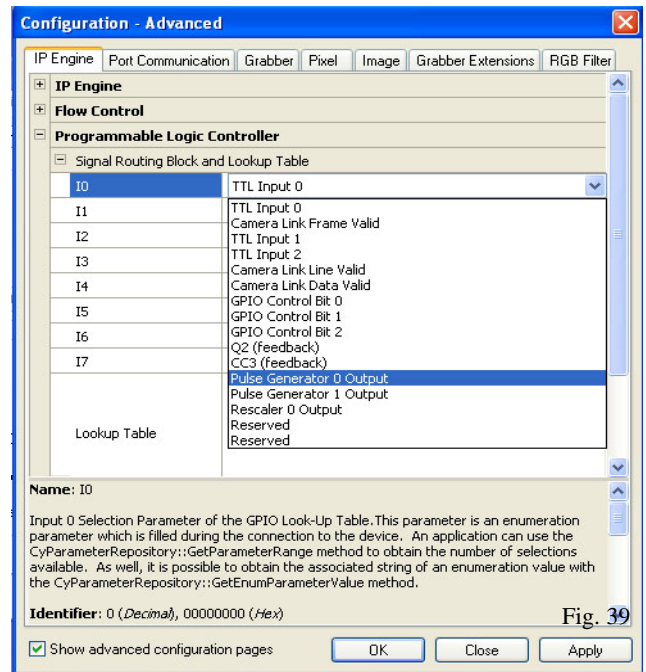 Configuration - Advanced
IP Engine Port Communication Grabber Pixel Image Grabber Extensions RGB Filter
IP Engine
Flow Control
Programmable Logic Controller
Signal Routing Block and Lookup Table
I0 TTL Input 0
I1
I2
I3
I4
I5
I6
I7
TTL Input 0
Camera Link Frame Valid
TTL Input 1
TTL Input 2
Camera Link Line Valid
Camera Link Data Valid
GPIO Control Bit 0
GPIO Control Bit 1
GPIO Control Bit 2
Q2 (feedback)
CC3 (feedback)
Pulse Generator 0 Output
Pulse Generator 1 Output
Rescaler 0 Output
Reserved
Reserved
Lookup Table
Name: I0
Input 0 Selection Parameter of the GPIO Look-Up Table.This parameter is an enumeration
parameter which is filled during the connection to the device. An application can use the
CyParameterRepository::GetParameterRange method to obtain the number of selections
available. As well, it is possible to obtain the associated string of an enumeration value with
the CyParameterRepository::GetEnumParameterValue method.
Identifier: 0 (Decimal), 00000000 (Hex)
Fig. 39
Show advanced configuration pages OK Close Apply